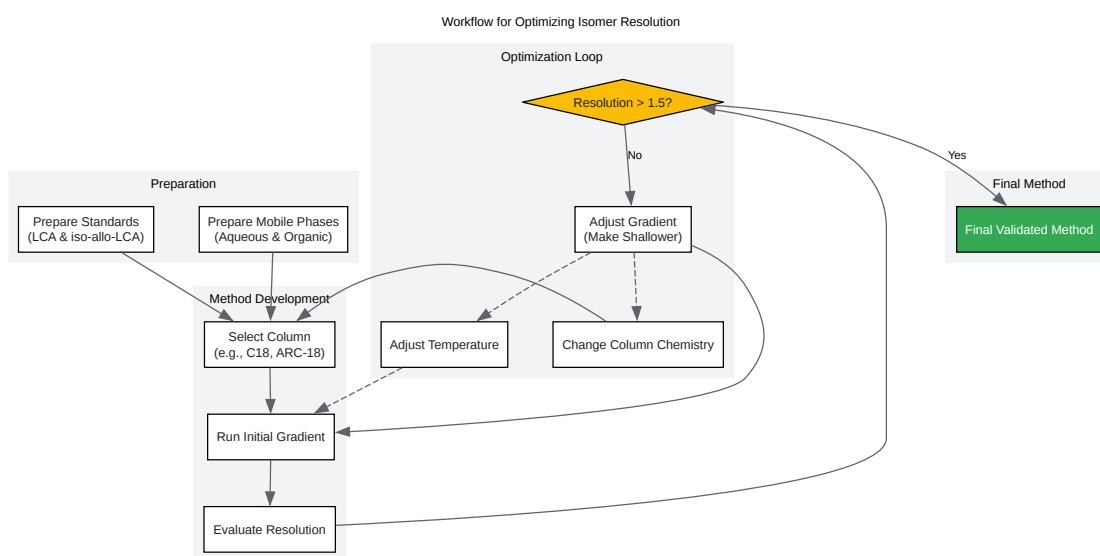 Workflow for Optimizing Isomer Resolution
Optimization Loop
Resolution > 1.5?
No
Yes
Preparation
Prepare Standards
(LCA & iso-allo-LCA)
Prepare Mobile Phases
(Aqueous & Organic)
Adjust Gradient
(Make Shallower)
Final Method
Final Validated Method
Method Development
Select Column
(e.g., C18, ARC-18)
Adjust Temperature
Change Column Chemistry
Run Initial Gradient
Evaluate Resolution